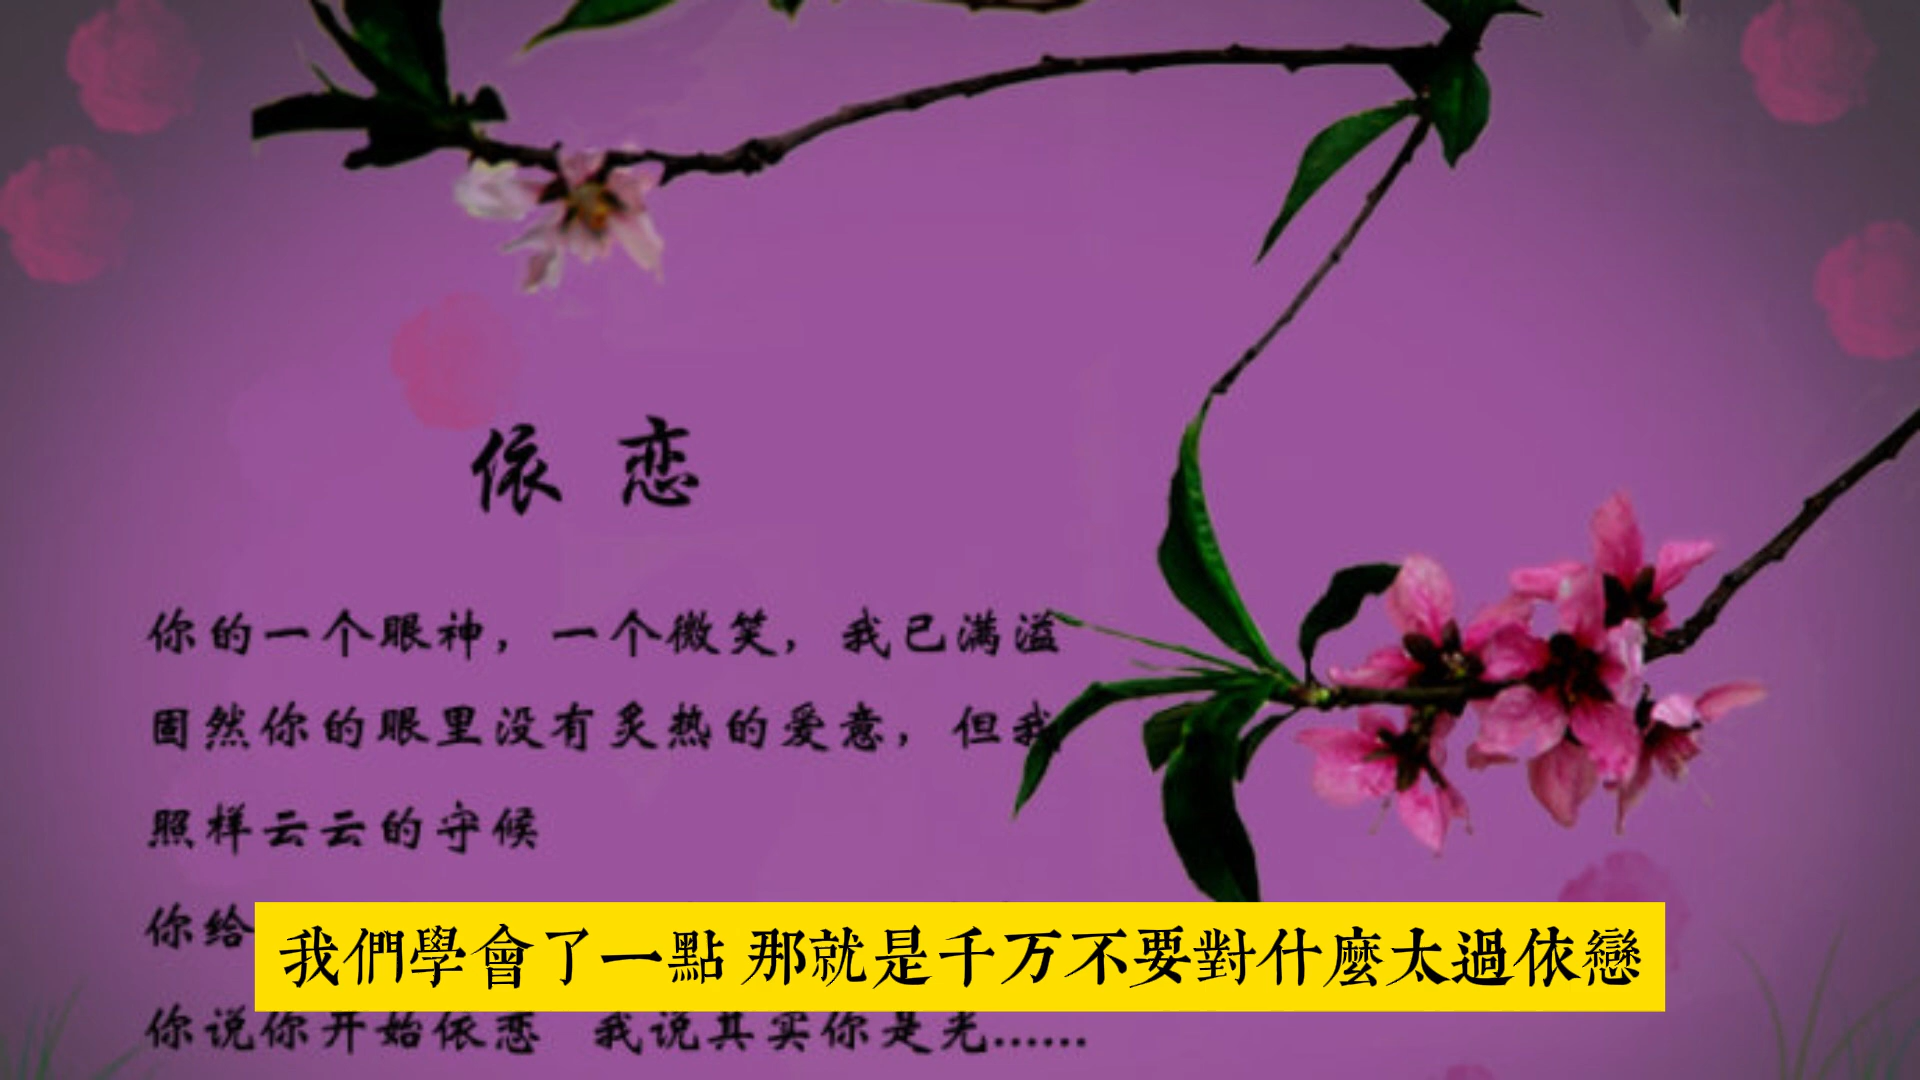 依恋
你的一个眼神，一个微笑，我已满溢
固然你的眼里没有炙热的爱意，但我
照样云云的守候
你给
我們學會了一點 那就是千万不要對什麼太過依戀
你说你开始依恋 我说其实你是光……